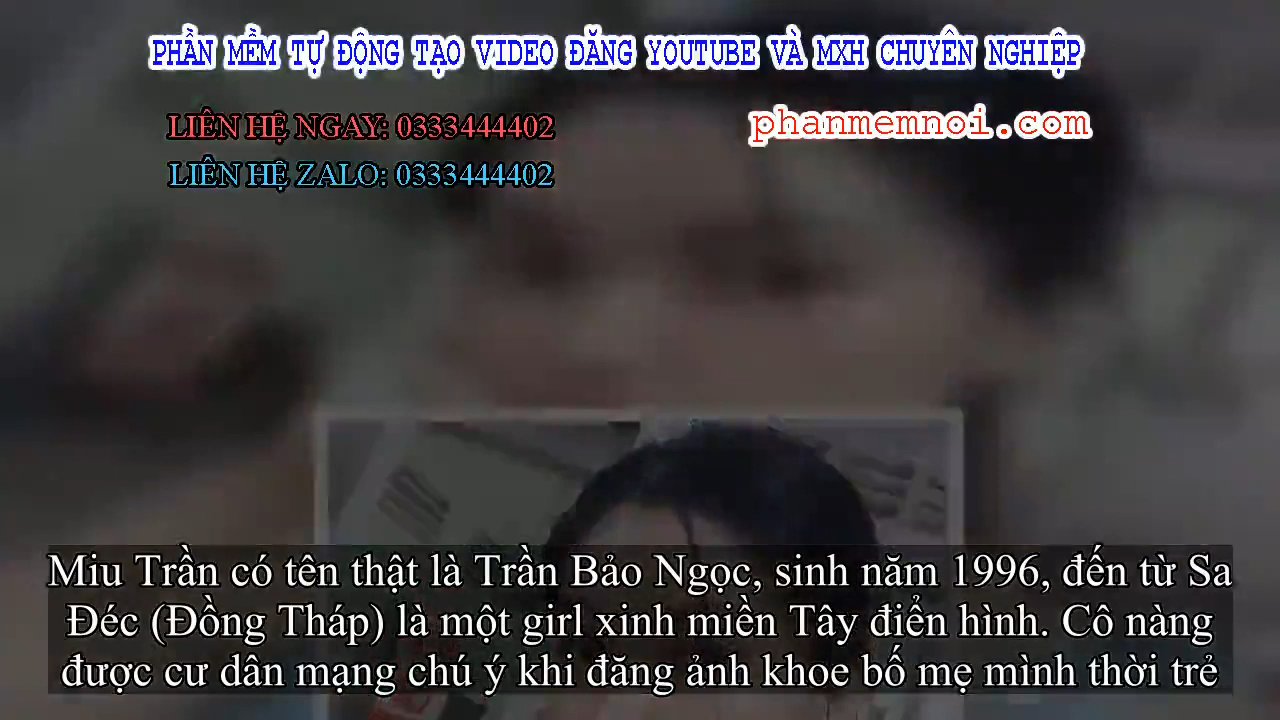 PHẦN MỀM TỰ ĐỘNG TẠO VIDEO ĐĂNG YOUTUBE VÀ MXH CHUYÊN NGHIỆP
LIÊN HỆ NGAY: 0333444402
phanmemnoi.com
LIÊN HỆ ZALO: 0333444402
Miu Trần có tên thật là Trần Bảo Ngọc, sinh năm 1996, đến từ Sa
Đéc (Đồng Tháp) là một girl xinh miền Tây điển hình. Cô nàng
được cư dân mạng chú ý khi đăng ảnh khoe bố mẹ mình thời trẻ